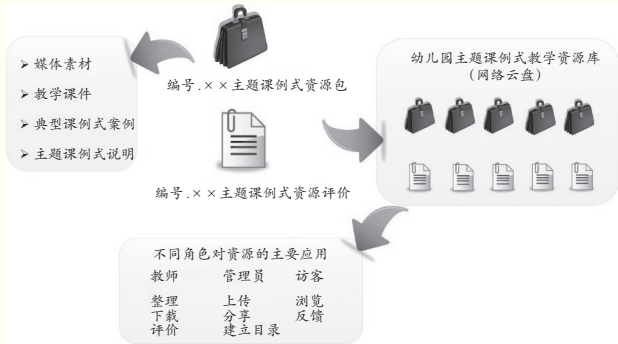 ➤ 媒体素材
➤ 教学课件
➤ 典型课例式案例
➤ 主题课例式说明
编号.××主题课例式资源包
编号.××主题课例式资源评价
幼儿园主题课例式教学资源库
(网络云盘)
不同角色对资源的主要应用
教师 管理员 访客
整理 上传 浏览
下载 分享 反馈
评价 建立目录